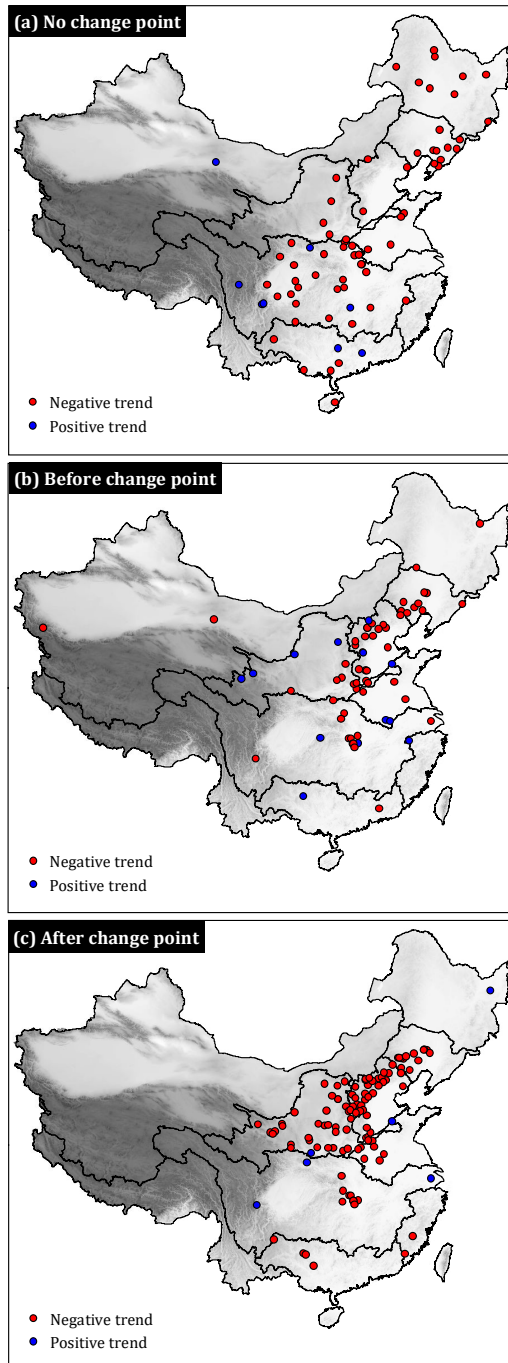 (a) No change point
Negative trend
Positive trend
(b) Before change point
Negative trend
Positive trend
(c) After change point
Negative trend
Positive trend